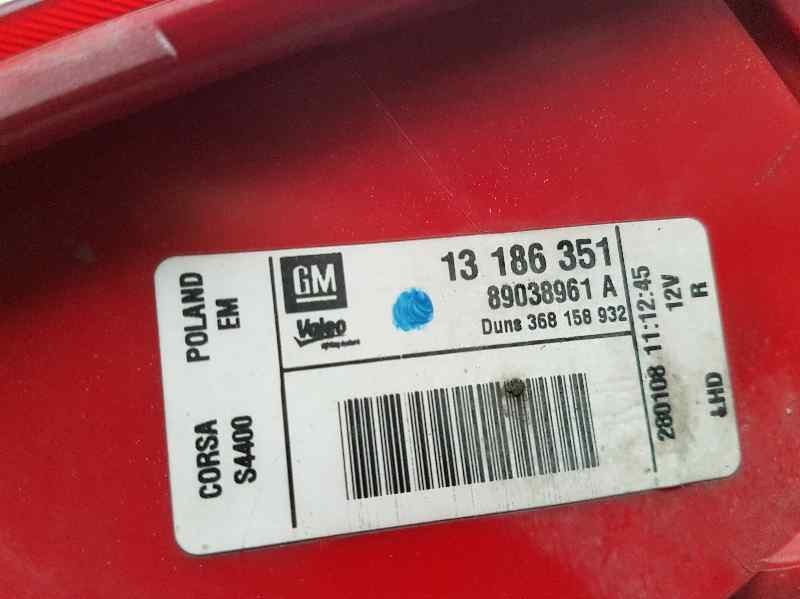 CORSA POLAND
S4400 EM
GM
Valeo
13 186 351
89038961 A
Duns 368 158 932
280108 11:12:45
12V
LHD R